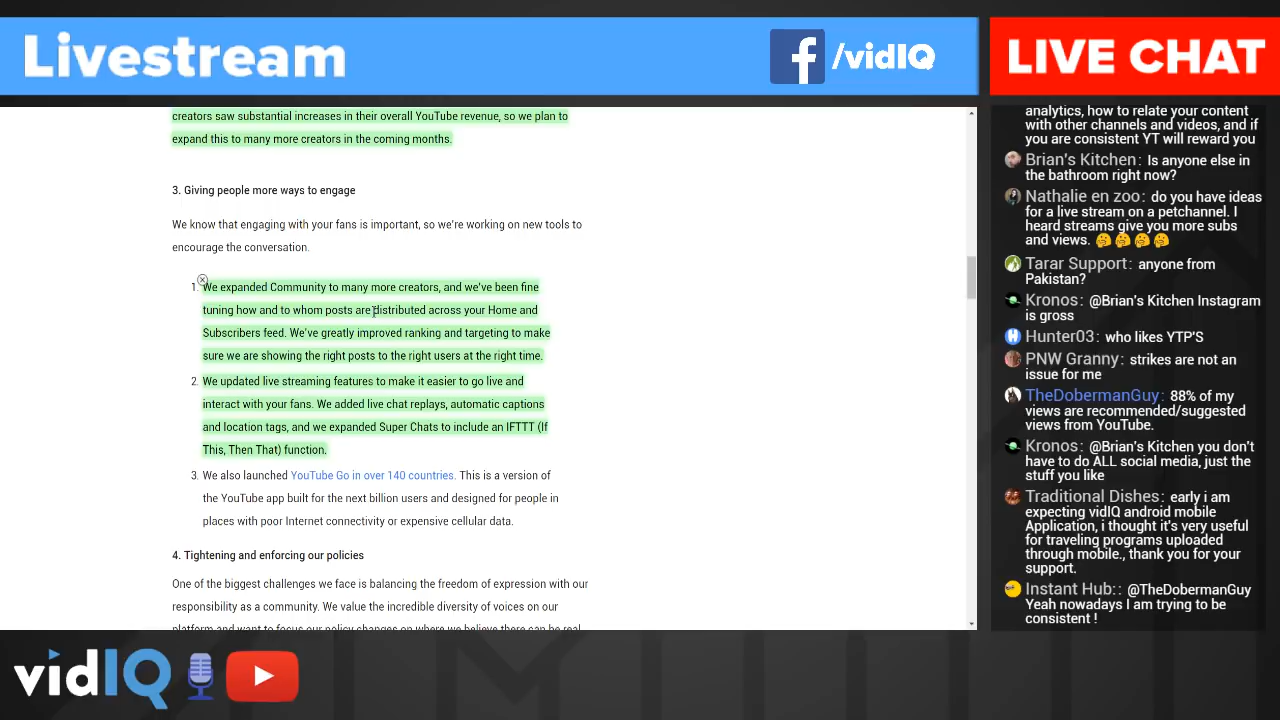 Livestream
f /vidIQ
LIVE CHAT
creators saw substantial increases in their overall YouTube revenue, so we plan to
expand this to many more creators in the coming months.
3. Giving people more ways to engage
We know that engaging with your fans is important, so we're working on new tools to
encourage the conversation.
1. We expanded Community to many more creators, and we've been fine
tuning how and to whom posts are distributed across your Home and
Subscribers feed. We've greatly improved ranking and targeting to make
sure we are showing the right posts to the right users at the right time.
2. We updated live streaming features to make it easier to go live and
interact with your fans. We added live chat replays, automatic captions
and location tags, and we expanded Super Chats to include an IFTTT (If
This, Then That) function.
3. We also launched YouTube Go in over 140 countries. This is a version of
the YouTube app built for the next billion users and designed for people in
places with poor Internet connectivity or expensive cellular data.
4. Tightening and enforcing our policies
One of the biggest challenges we face is balancing the freedom of expression with our
responsibility as a community. We value the incredible diversity of voices on our
platform and want to focus our policy changes on where we believe there can be real
analytics, how to relate your content
with other channels and videos, and if
you are consistent YT will reward you
Brian's Kitchen: Is anyone else in
the bathroom right now?
Nathalie en zoo: do you have ideas
for a live stream on a petchannel. I
heard streams give you more subs
and views. 🤔 🤔 🤔 🤔
Tarar Support: anyone from
Pakistan?
Kronos: @Brian's Kitchen Instagram
is gross
Hunter03: who likes YTP'S
PNW Granny: strikes are not an
issue for me
TheDobermanGuy: 88% of my
views are recommended/suggested
views from YouTube.
Kronos: @Brian's Kitchen you don't
have to do ALL social media, just the
stuff you like
Traditional Dishes: early i am
expecting vidIQ android mobile
Application, i thought it's very useful
for traveling programs uploaded
through mobile., thank you for your
support.
Instant Hub:: @TheDobermanGuy
Yeah nowadays I am trying to be
consistent !
vidIQ